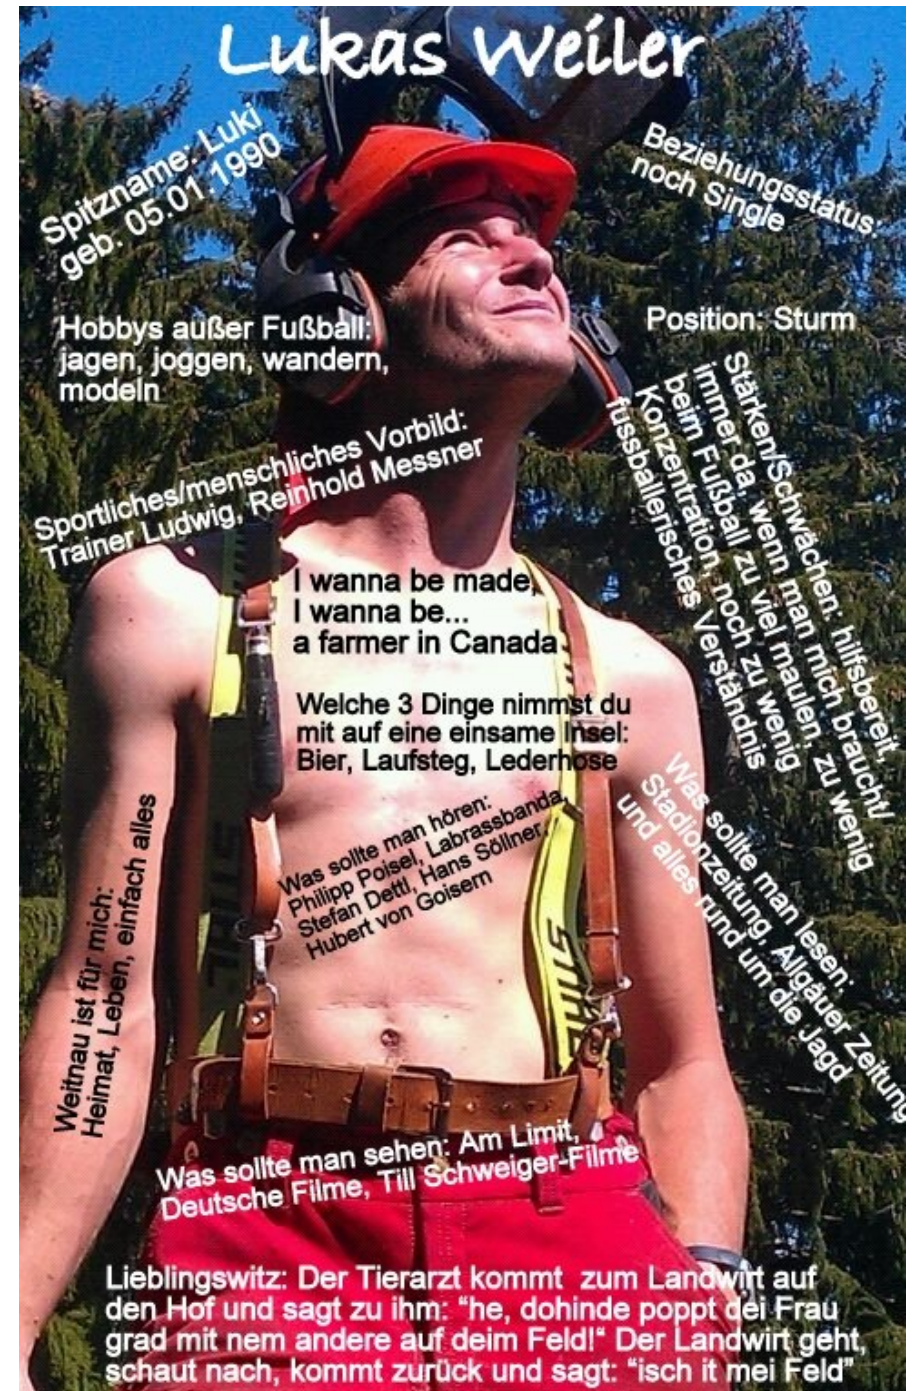 Lukas Weiler
Spitzname: Luki
geb. 05.01.1990
Beziehungsstatus:
noch Single
Hobbys außer Fußball:
jagen, joggen, wandern,
modeln
Position: Sturm
Stärken/Schwächen: hilfsbereit,
immer da, wenn man mich braucht/
beim Fußball zu viel maulen, zu wenig
Konzentration, noch zu wenig
fussballerisches Verständnis
Sportliches/menschliches Vorbild:
Trainer Ludwig, Reinhold Messner
I wanna be made,
I wanna be...
a farmer in Canada
Welche 3 Dinge nimmst du
mit auf eine einsame Insel:
Bier, Laufsteg, Lederhose
Was sollte man hören:
Philipp Poisel, Labrassbanda,
Stefan Dettl, Hans Söllner,
Hubert von Goisern
Was sollte man lesen:
Stadionzeitung, Allgäuer Zeitung
und alles rund um die Jagd
Weitnau ist für mich:
Heimat, Leben, einfach alles
STIHL
STIHL
Was sollte man sehen: Am Limit,
Deutsche Filme, Till Schweiger-Filme
Lieblingswitz: Der Tierarzt kommt zum Landwirt auf
den Hof und sagt zu ihm: “he, dohinde poppt dei Frau
grad mit nem andere auf deim Feld!“ Der Landwirt geht,
schaut nach, kommt zurück und sagt: “isch it mei Feld”